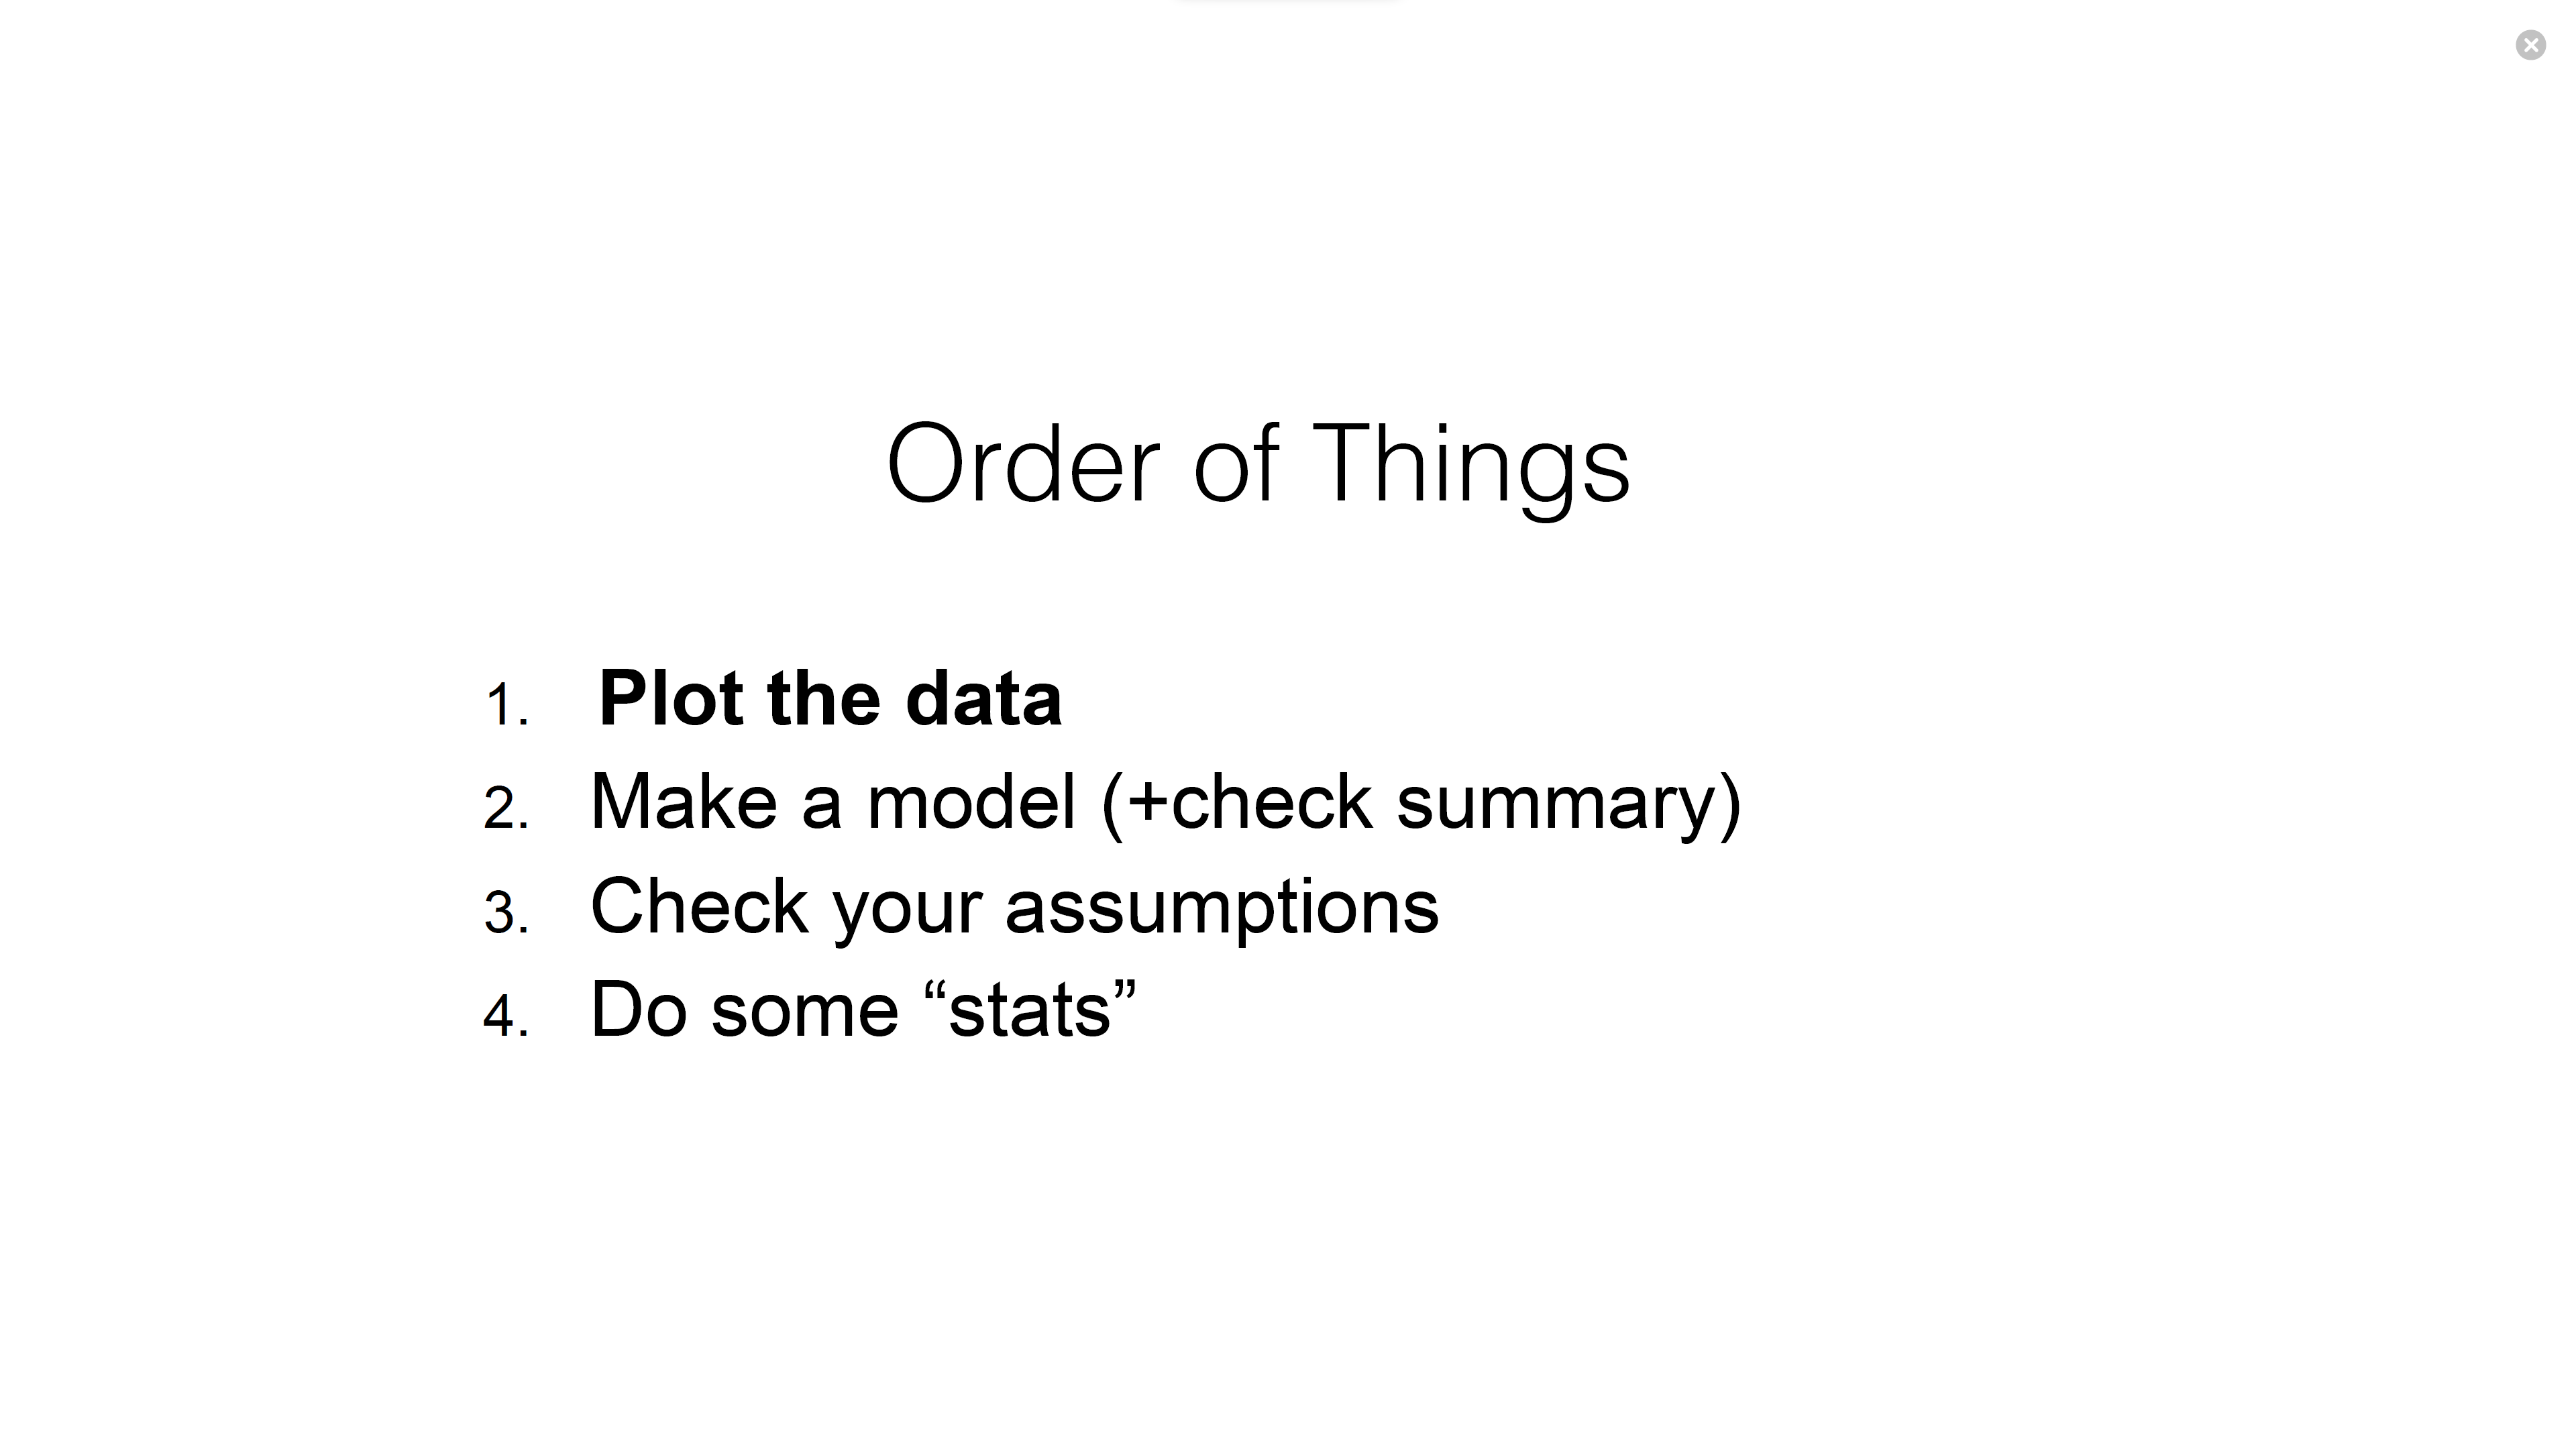 Order of Things
1. Plot the data
2. Make a model (+check summary)
3. Check your assumptions
4. Do some “stats”